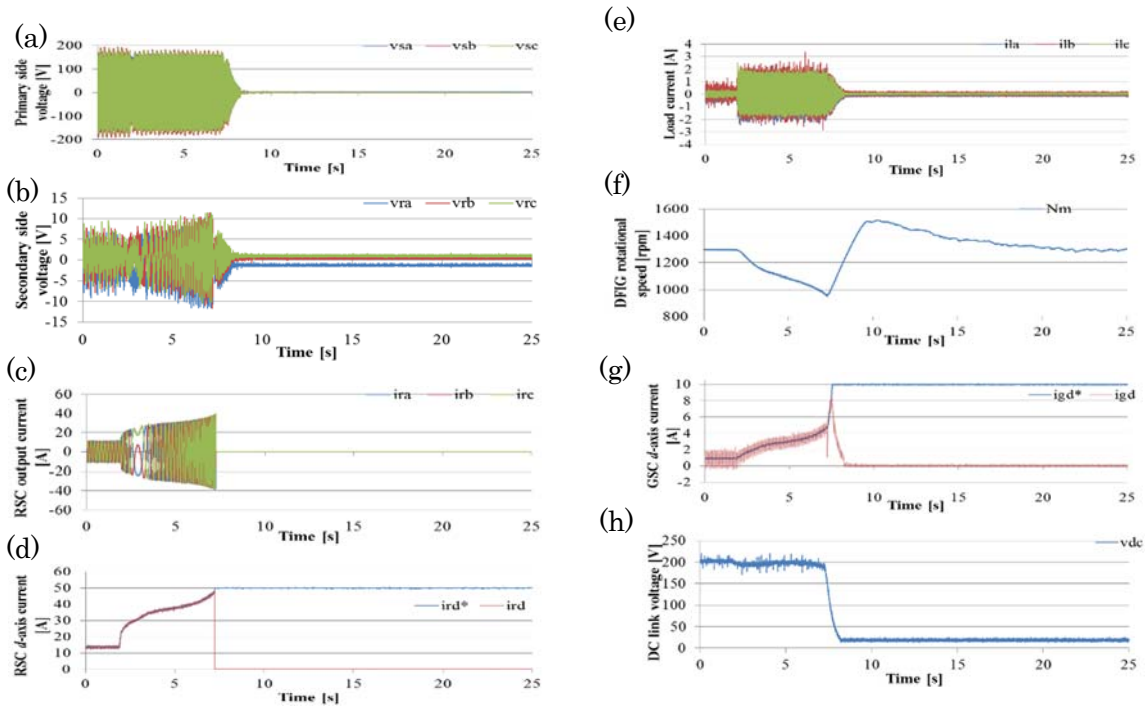 (a)
vsa vsb vsc
Primary side
voltage [V]
200
100
0
-100
-200
0 5 10 15 20 25
Time [s]
(b)
vra vrb vrc
Secondary side
voltage [V]
15
10
5
0
-5
-10
-15
0 5 10 15 20 25
Time [s]
(c)
ira irb irc
RSC output current
[A]
60
40
20
0
-20
-40
-60
0 5 10 15 20 25
Time [s]
(d)
ird* ird
RSC d-axis current
[A]
60
50
40
30
20
10
0
0 5 10 15 20 25
Time [s]
(e)
ila ilb ilc
Load current [A]
4
3
2
1
0
-1
-2
-3
-4
0 5 10 15 20 25
Time [s]
(f)
Nm
DFIG rotational
speed [rpm]
1600
1400
1200
1000
800
0 5 10 15 20 25
Time [s]
(g)
igd* igd
GSC d-axis current
[A]
10
8
6
4
2
0
-2
0 5 10 15 20 25
Time [s]
(h)
vdc
DC link voltage [V]
250
200
150
100
50
0
0 5 10 15 20 25
Time [s]